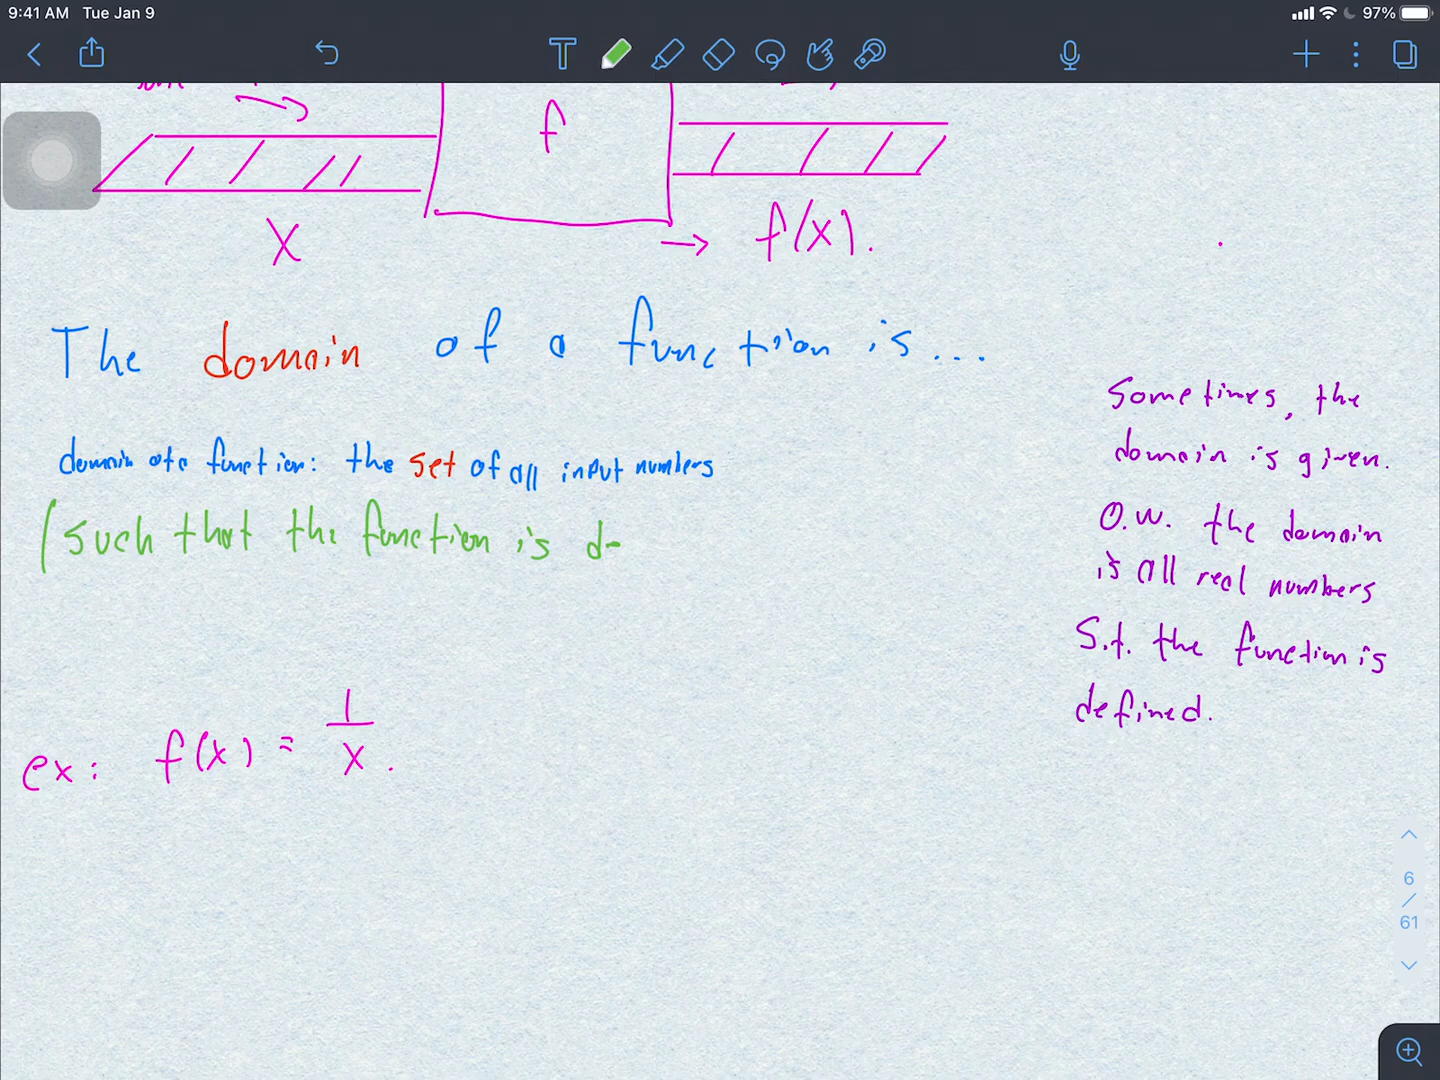 9:41 AM Tue Jan 9
97%
f
x
→ f(x).
The domain of a function is...
domain of a function: the set of all input numbers
(such that the function is de
ex: f(x) = 1/x.
Sometimes, the
domain is given.
O.W. the domain
is all real numbers
S.t. the function is
defined.
6
/
61